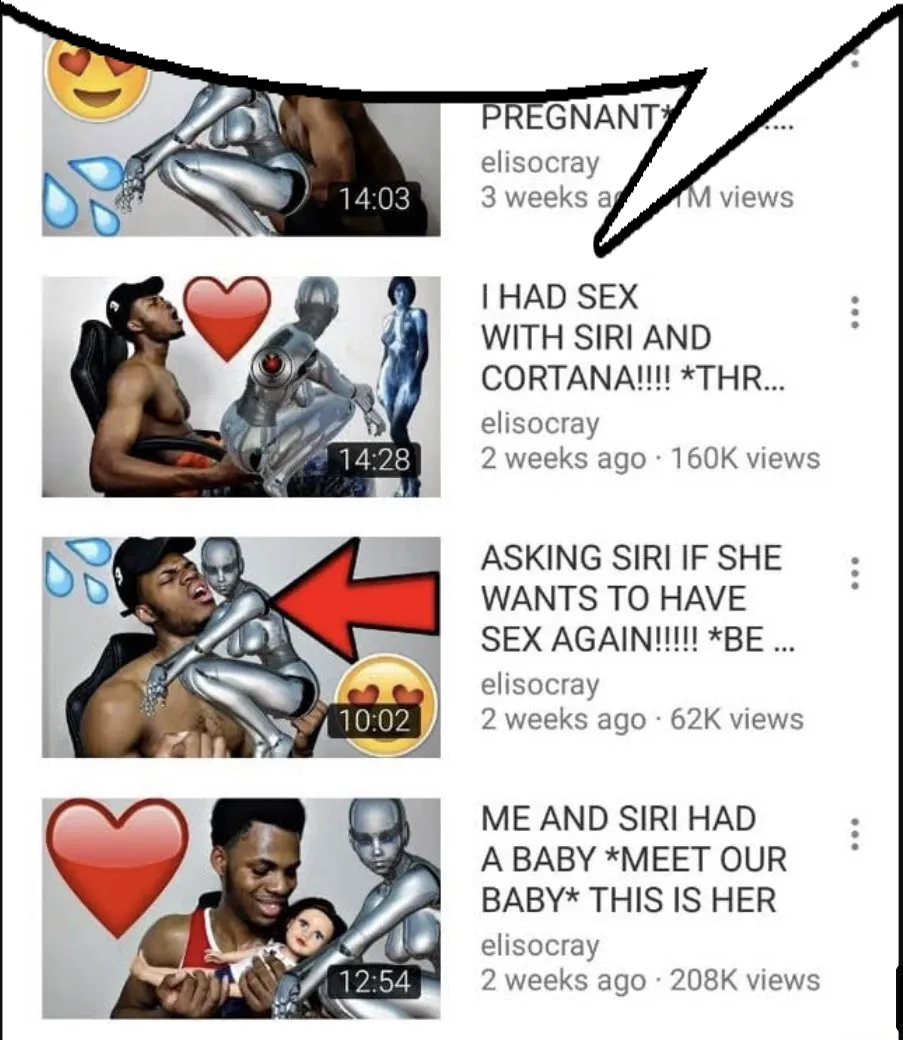 PREGNANT*
...
elisocray
3 weeks a
M views
14:03
I HAD SEX
WITH SIRI AND
CORTANA!!!! *THR...
elisocray
2 weeks ago · 160K views
14:28
ASKING SIRI IF SHE
WANTS TO HAVE
SEX AGAIN!!!!! *BE ...
elisocray
2 weeks ago · 62K views
10:02
ME AND SIRI HAD
A BABY *MEET OUR
BABY* THIS IS HER
elisocray
2 weeks ago · 208K views
12:54